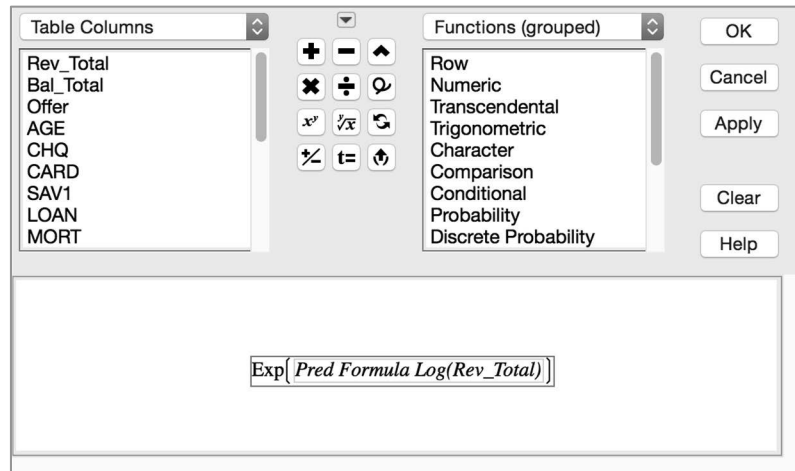 Table Columns
Rev_Total
Bal_Total
Offer
AGE
CHQ
CARD
SAV1
LOAN
MORT
xʸ
ʸ√x
t=
Functions (grouped)
Row
Numeric
Transcendental
Trigonometric
Character
Comparison
Conditional
Probability
Discrete Probability
OK
Cancel
Apply
Clear
Help
Exp(Pred Formula Log(Rev_Total))